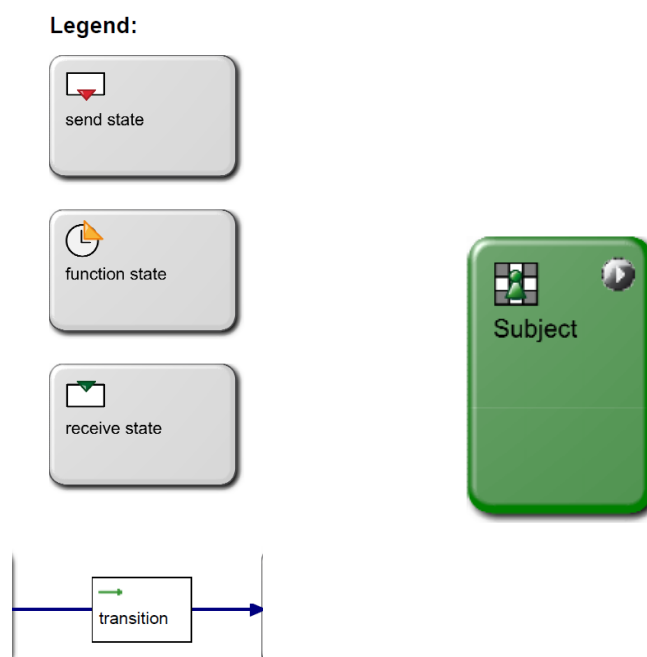 Legend:
send state
function state
receive state
transition
Subject